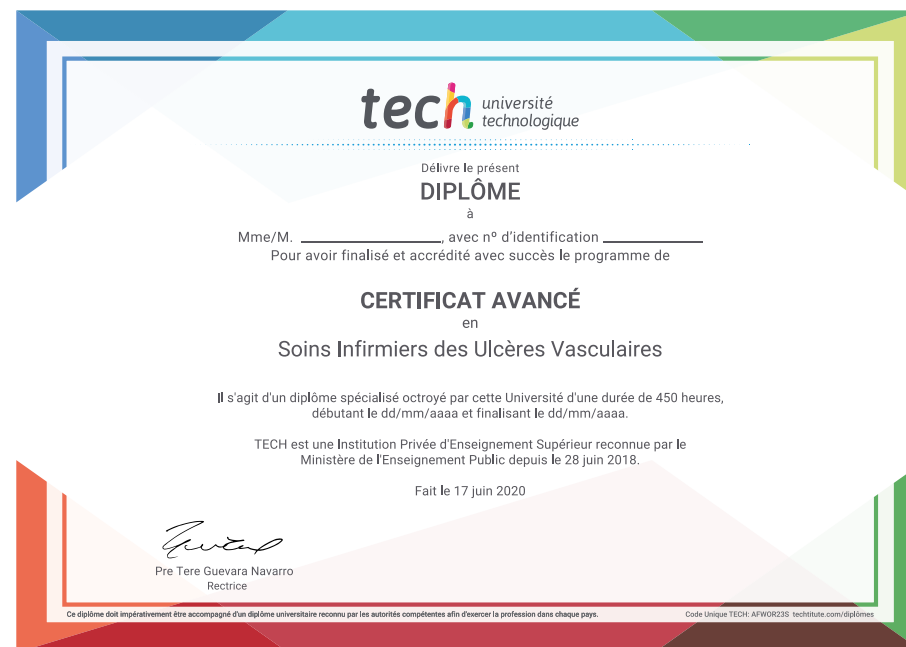 tech université
technologique
Délivre le présent
DIPLÔME
à
Mme/M. ____________________, avec nº d'identification ______________
Pour avoir finalisé et accrédité avec succès le programme de
CERTIFICAT AVANCÉ
en
Soins Infirmiers des Ulcères Vasculaires
Il s'agit d'un diplôme spécialisé octroyé par cette Université d'une durée de 450 heures,
débutant le dd/mm/aaaa et finalisant le dd/mm/aaaa.
TECH est une Institution Privée d'Enseignement Supérieur reconnue par le
Ministère de l'Enseignement Public depuis le 28 juin 2018.
Fait le 17 juin 2020
Pre Tere Guevara Navarro
Rectrice
Ce diplôme doit impérativement être accompagné d'un diplôme universitaire reconnu par les autorités compétentes afin d'exercer la profession dans chaque pays.
Code Unique TECH: AFWOR23S techtitute.com/diplômes